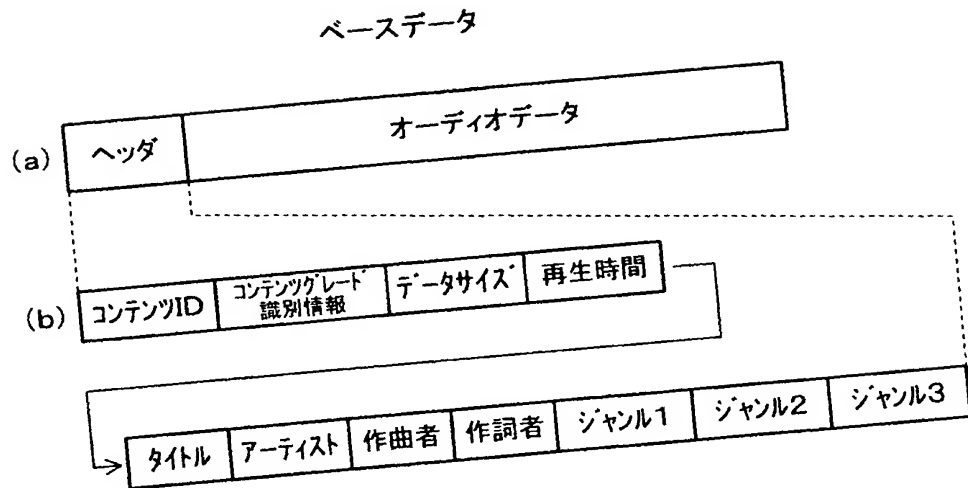 ベースデータ
(a) ヘッダ オーディオデータ
(b) コンテンツID コンテンツグレード 識別情報 データサイズ 再生時間
タイトル アーティスト 作曲者 作詞者 ジャンル1 ジャンル2 ジャンル3